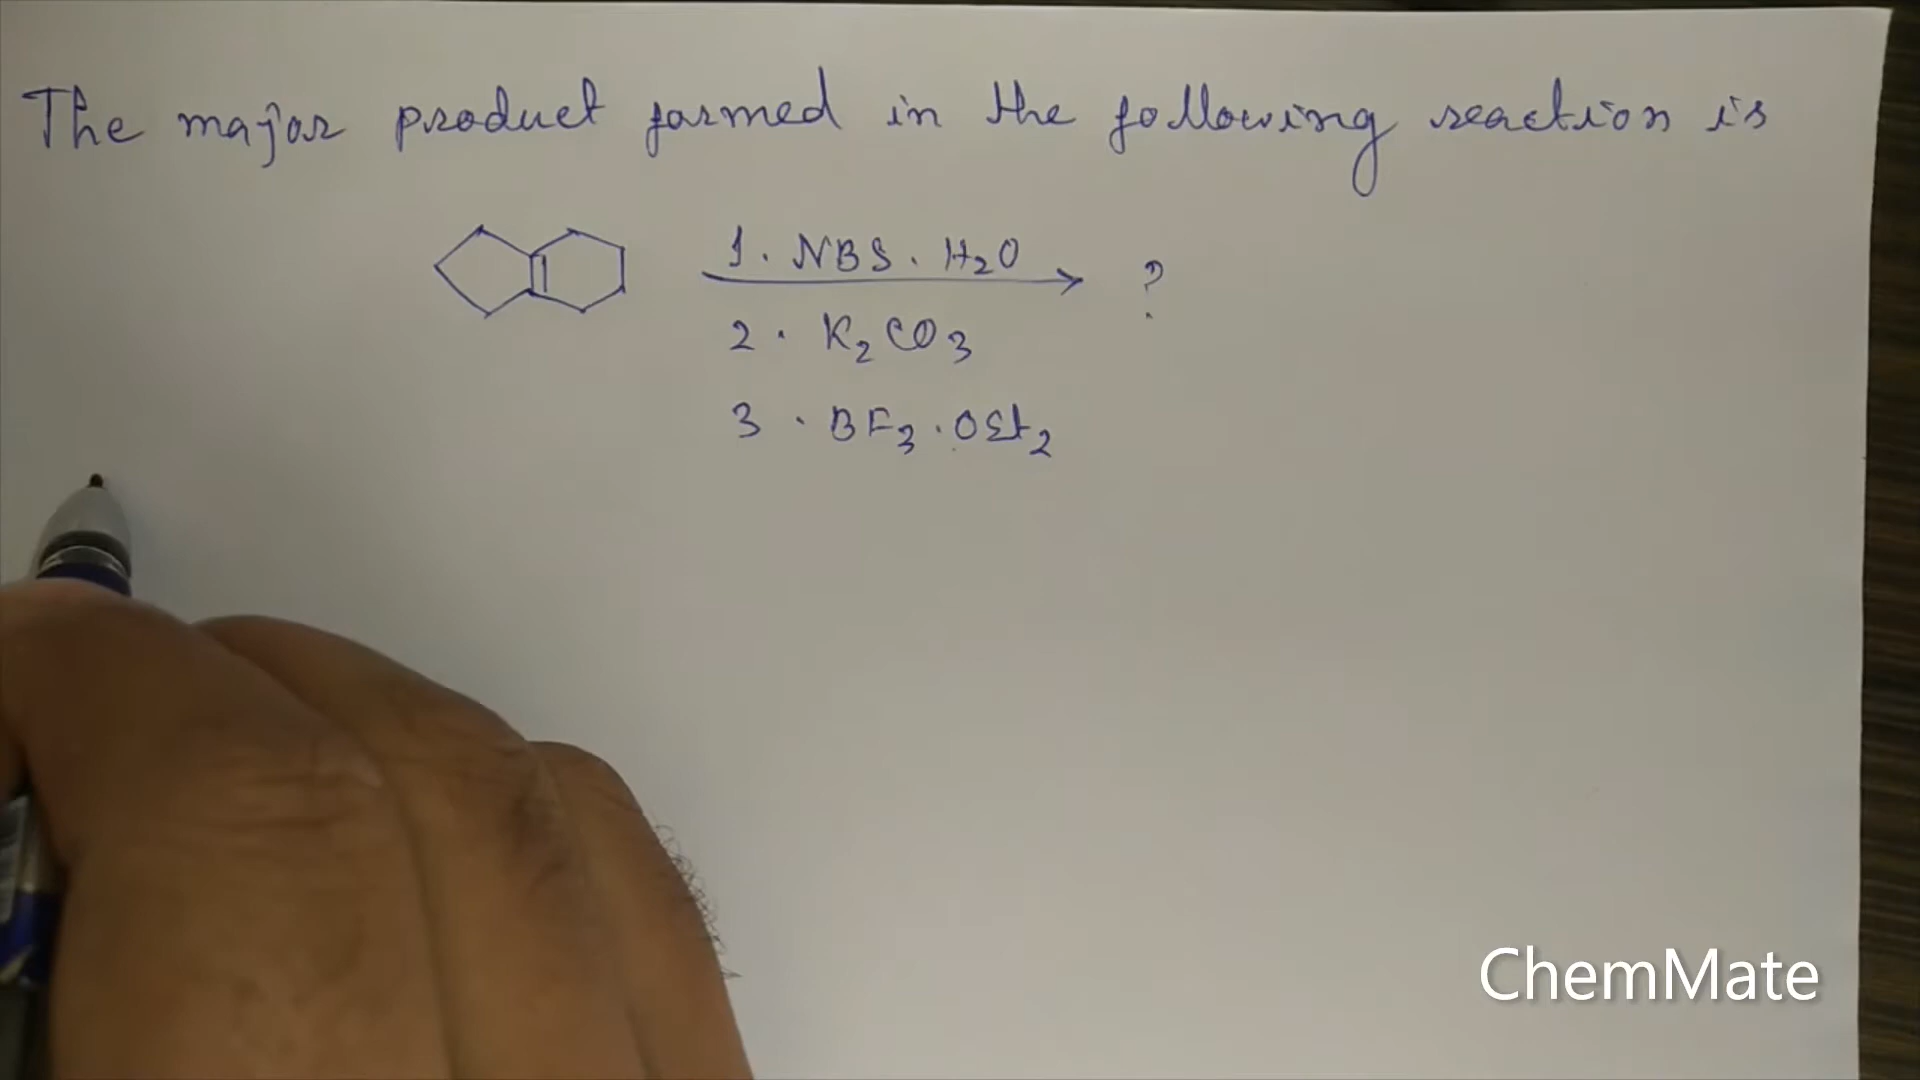 The major product formed in the following reaction is
1. NBS. H2O
?
2. K2CO3
3. BF3.OEt2
ChemMate